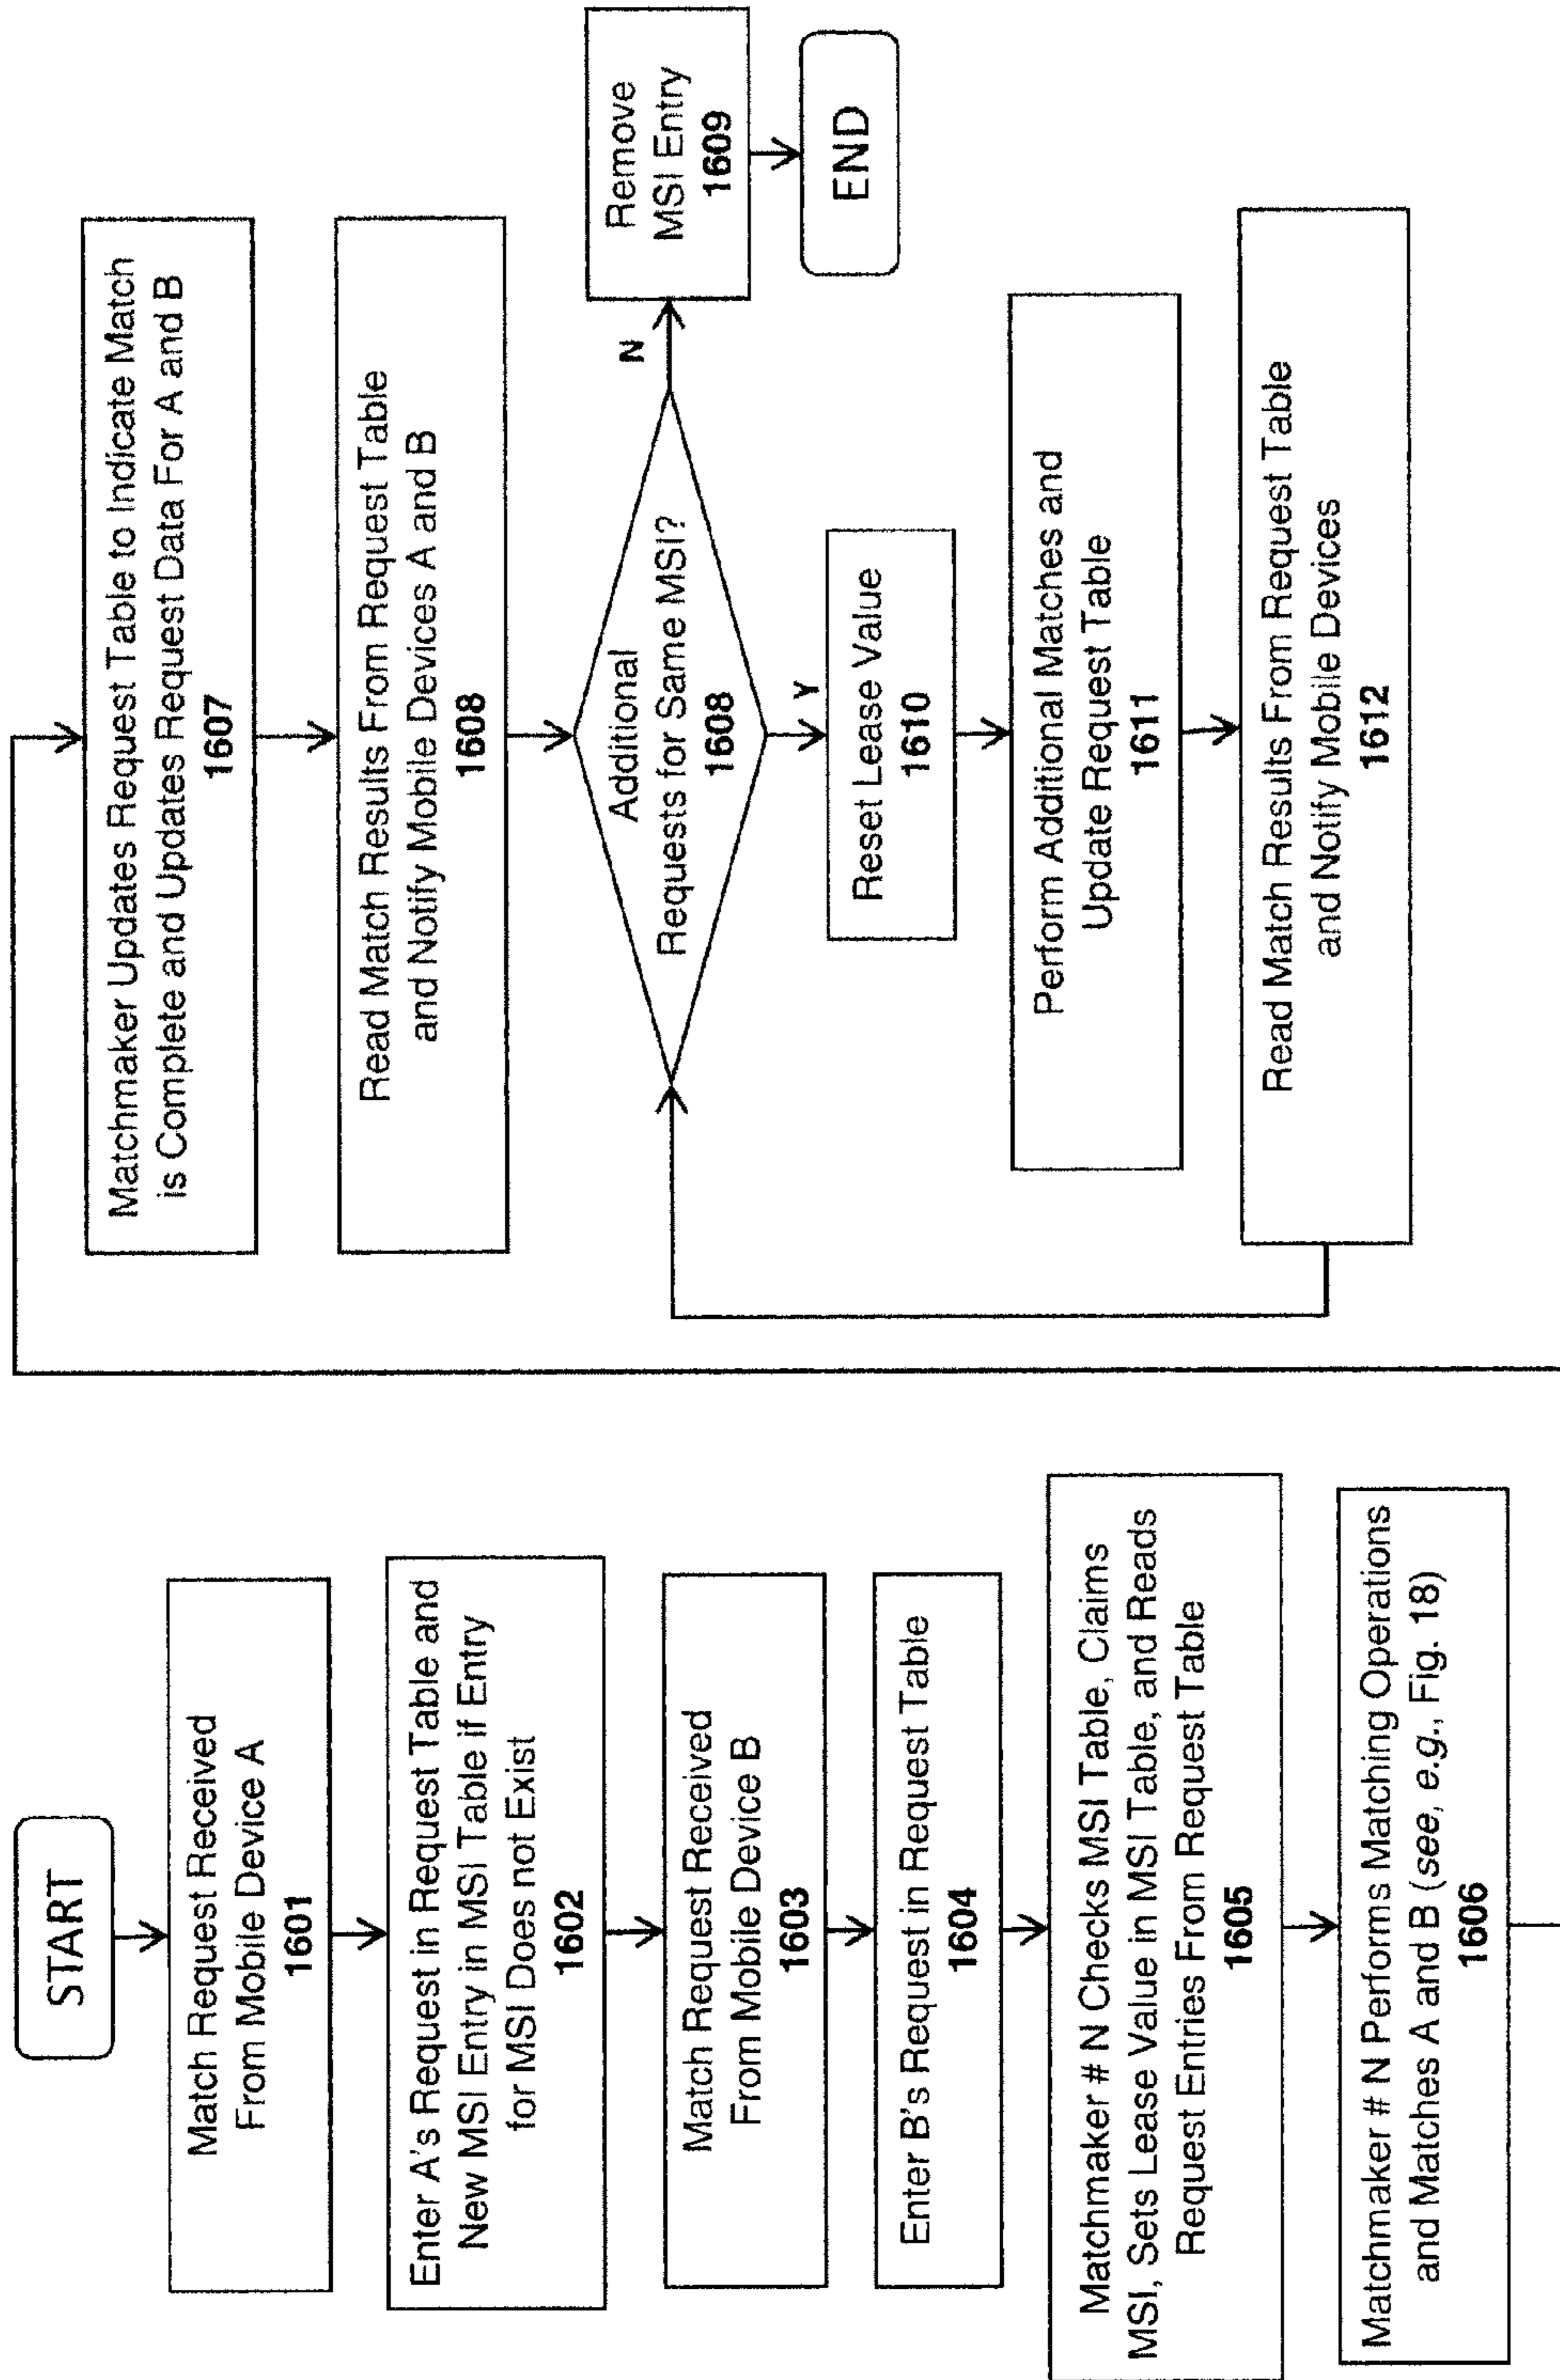 START
Match Request Received
From Mobile Device A
1601
Enter A's Request in Request Table and
New MSI Entry in MSI Table if Entry
for MSI Does not Exist
1602
Match Request Received
From Mobile Device B
1603
Enter B's Request in Request Table
1604
Matchmaker # N Checks MSI Table, Claims
MSI, Sets Lease Value in MSI Table, and Reads
Request Entries From Request Table
1605
Matchmaker # N Performs Matching Operations
and Matches A and B (see, e.g., Fig. 18)
1606
Matchmaker Updates Request Table to Indicate Match
is Complete and Updates Request Data For A and B
1607
Read Match Results From Request Table
and Notify Mobile Devices A and B
1608
Additional
Requests for Same MSI?
1608
N
Remove
MSI Entry
1609
END
Y
Reset Lease Value
1610
Perform Additional Matches and
Update Request Table
1611
Read Match Results From Request Table
and Notify Mobile Devices
1612